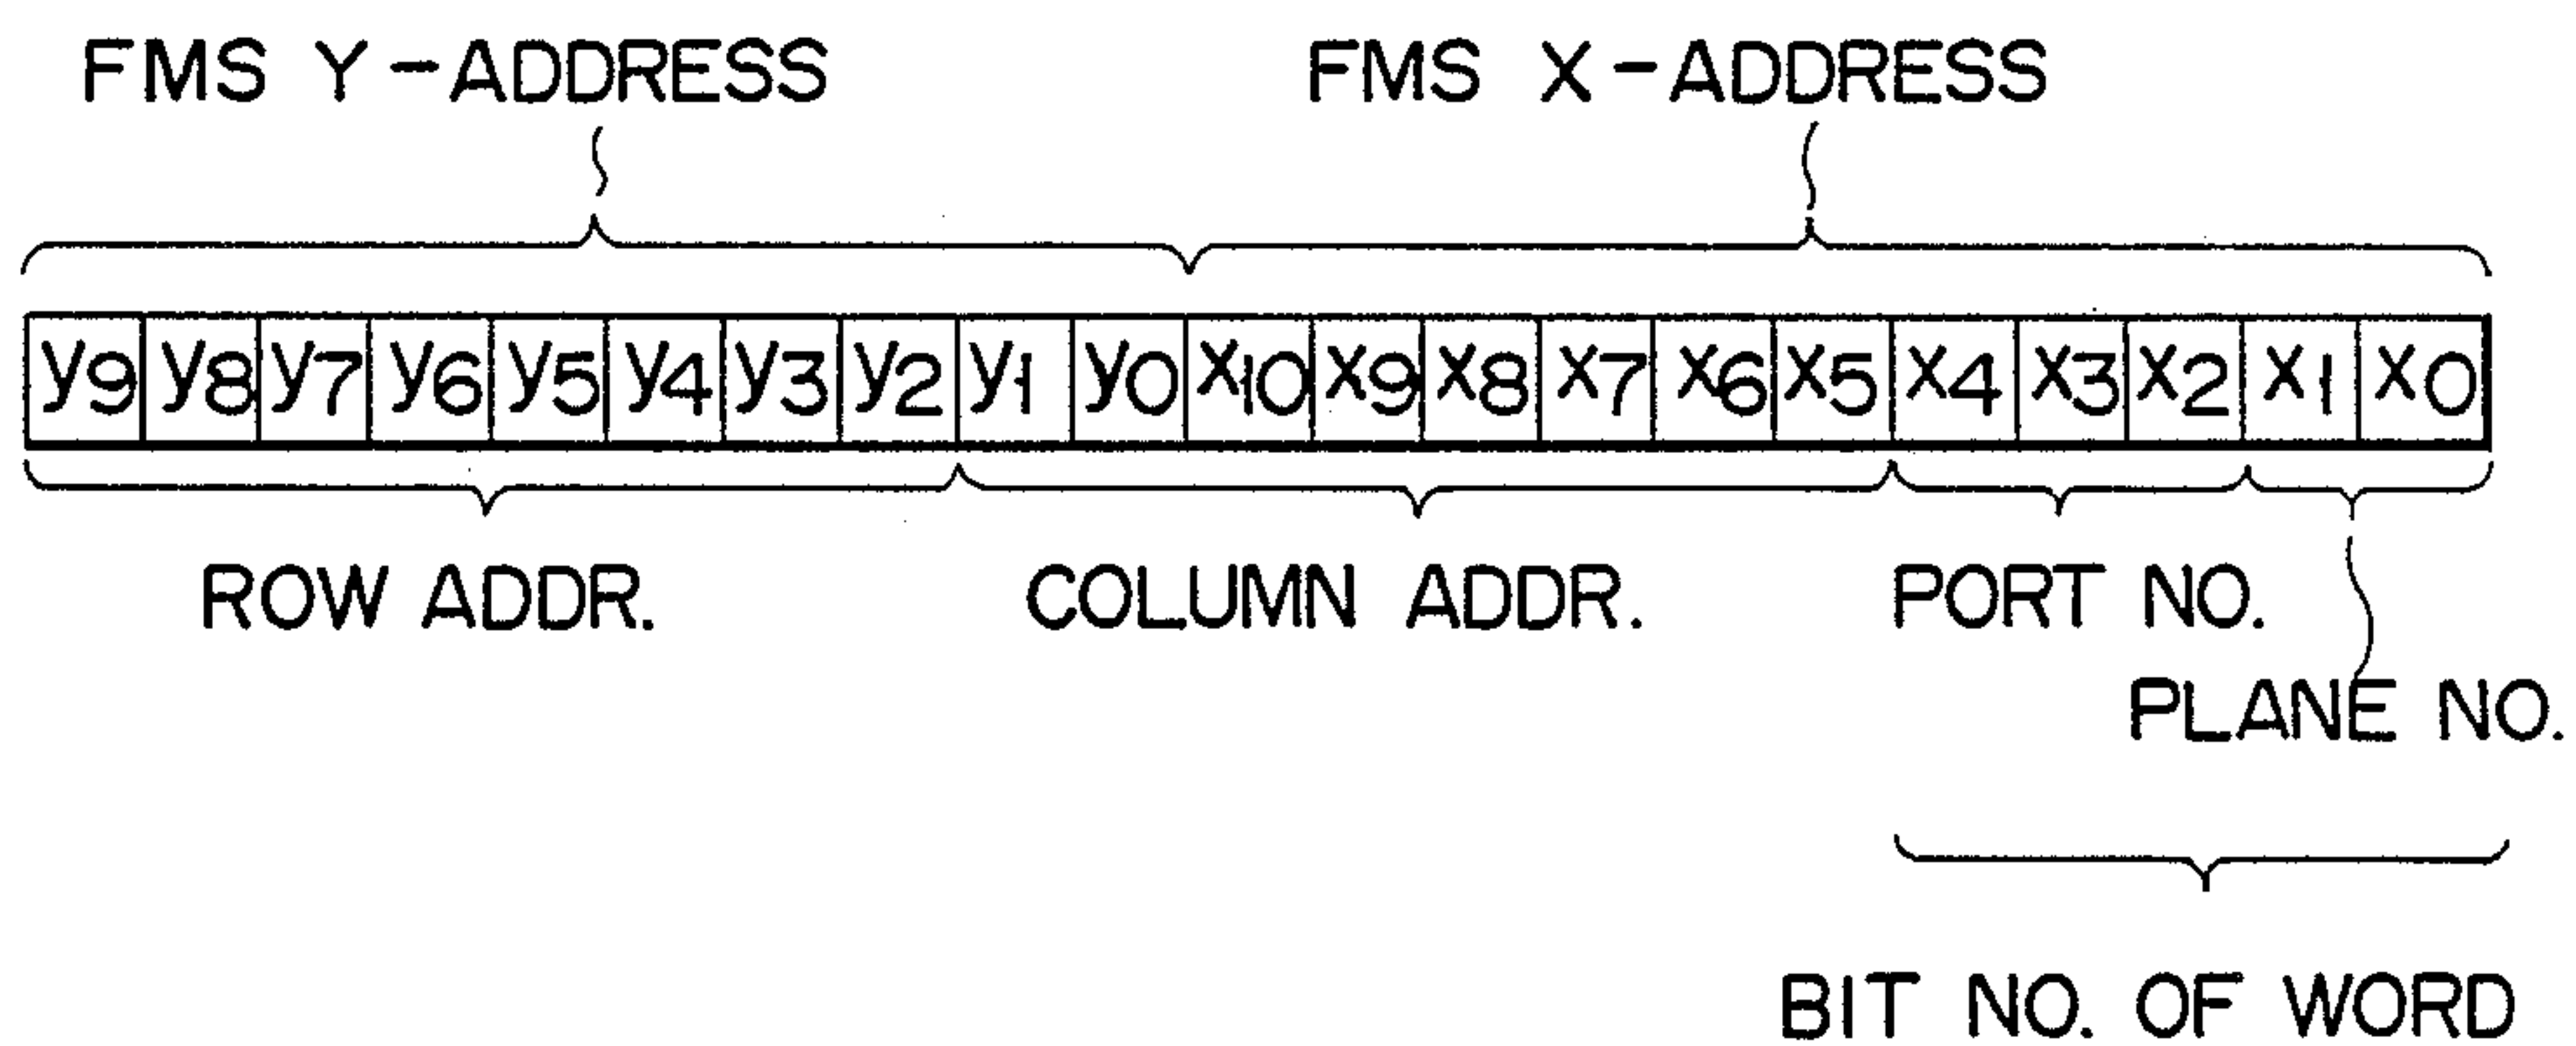 FMS Y-ADDRESS FMS X-ADDRESS
y9 y8 y7 y6 y5 y4 y3 y2 y1 y0 x10 x9 x8 x7 x6 x5 x4 x3 x2 x1 x0
ROW ADDR. COLUMN ADDR. PORT NO.
PLANE NO.
BIT NO. OF WORD